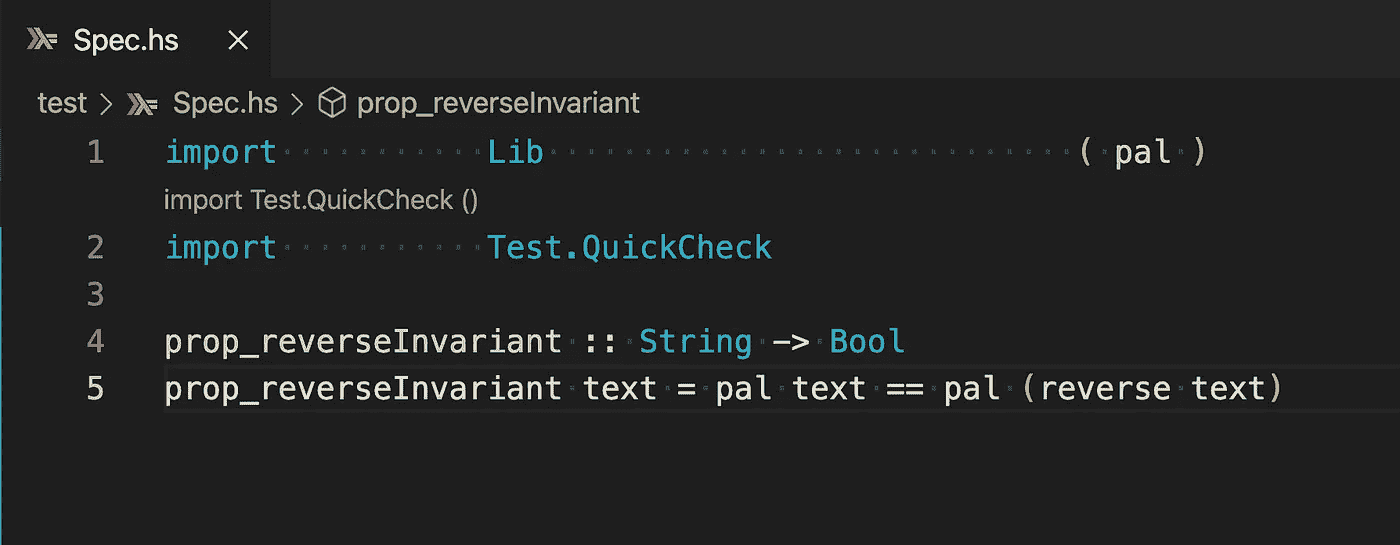 Spec.hs ×
test > Spec.hs > prop_reverseInvariant
1 import Lib ( pal )
import Test.QuickCheck ()
2 import Test.QuickCheck
3
4 prop_reverseInvariant :: String -> Bool
5 prop_reverseInvariant text = pal text == pal (reverse text)